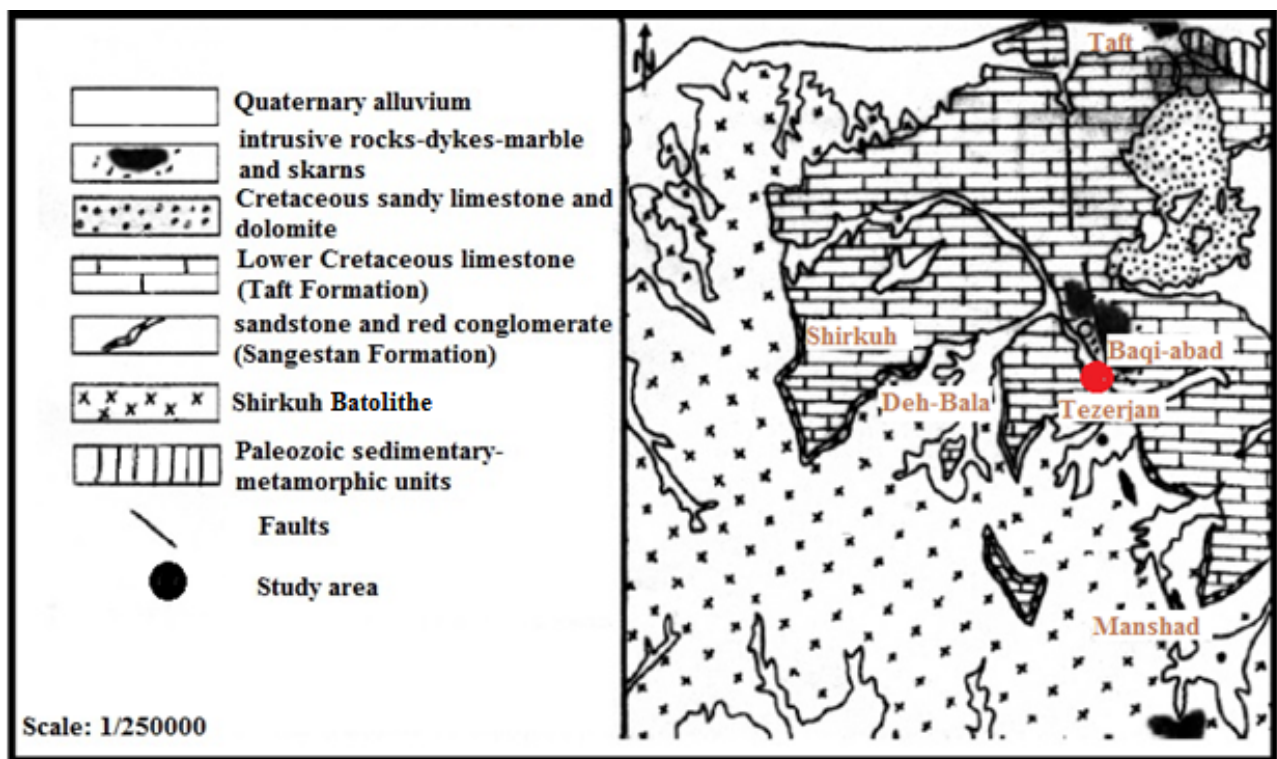 Quaternary alluvium
intrusive rocks-dykes-marble
and skarns
Cretaceous sandy limestone and
dolomite
Lower Cretaceous limestone
(Taft Formation)
sandstone and red conglomerate
(Sangestan Formation)
Shirkuh Batolithe
Paleozoic sedimentary-
metamorphic units
Faults
Study area
Scale: 1/250000
N
Taft
Shirkuh
Baqi-abad
Deh-Bala
Tezerjan
Manshad